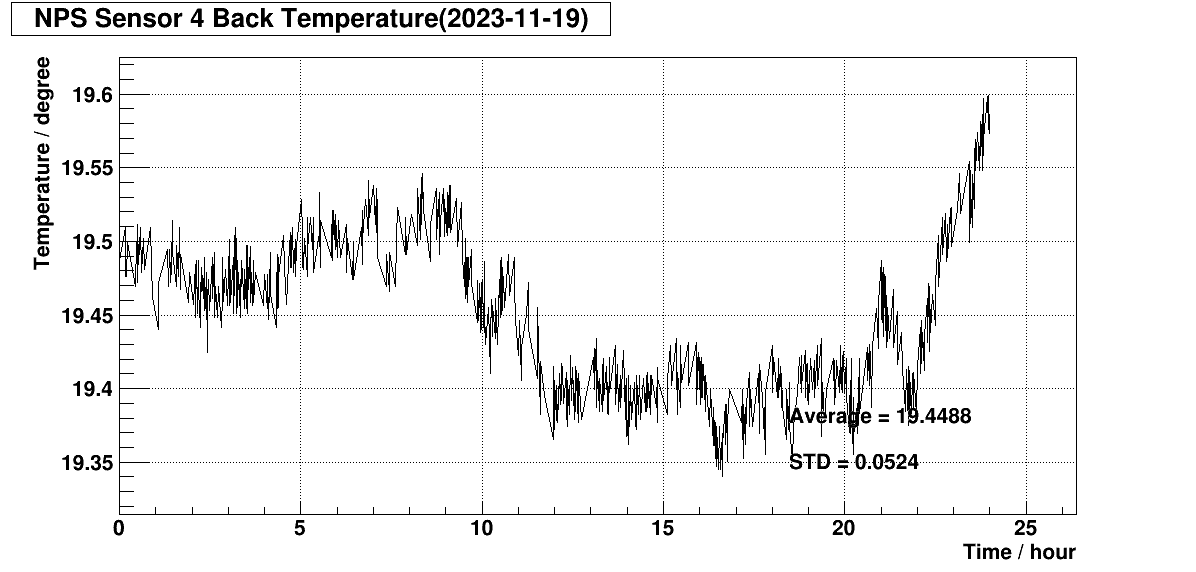 NPS Sensor 4 Back Temperature(2023-11-19)
Temperature / degree
19.6
19.55
19.5
19.45
19.4
19.35
Average = 19.4488
STD = 0.0524
0 5 10 15 20 25
Time / hour